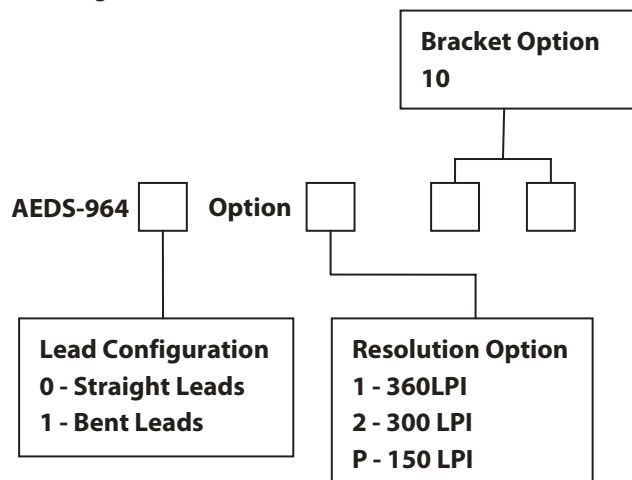 Bracket Option
10
AEDS-964 Option
Lead Configuration
0 - Straight Leads
1 - Bent Leads
Resolution Option
1 - 360LPI
2 - 300 LPI
P - 150 LPI